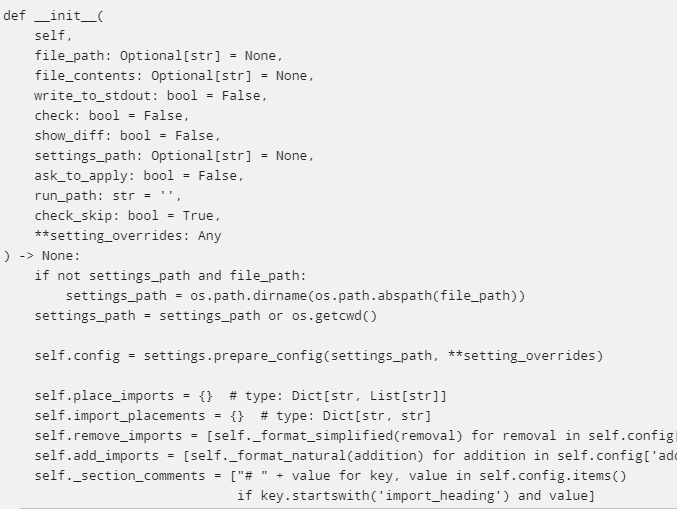 def __init__(
    self,
    file_path: Optional[str] = None,
    file_contents: Optional[str] = None,
    write_to_stdout: bool = False,
    check: bool = False,
    show_diff: bool = False,
    settings_path: Optional[str] = None,
    ask_to_apply: bool = False,
    run_path: str = '',
    check_skip: bool = True,
    **setting_overrides: Any
) -> None:
    if not settings_path and file_path:
        settings_path = os.path.dirname(os.path.abspath(file_path))
    settings_path = settings_path or os.getcwd()

    self.config = settings.prepare_config(settings_path, **setting_overrides)

    self.place_imports = {}  # type: Dict[str, List[str]]
    self.import_placements = {}  # type: Dict[str, str]
    self.remove_imports = [self._format_simplified(removal) for removal in self.config[
    self.add_imports = [self._format_natural(addition) for addition in self.config['add
    self._section_comments = ["# " + value for key, value in self.config.items()
                              if key.startswith('import_heading') and value]